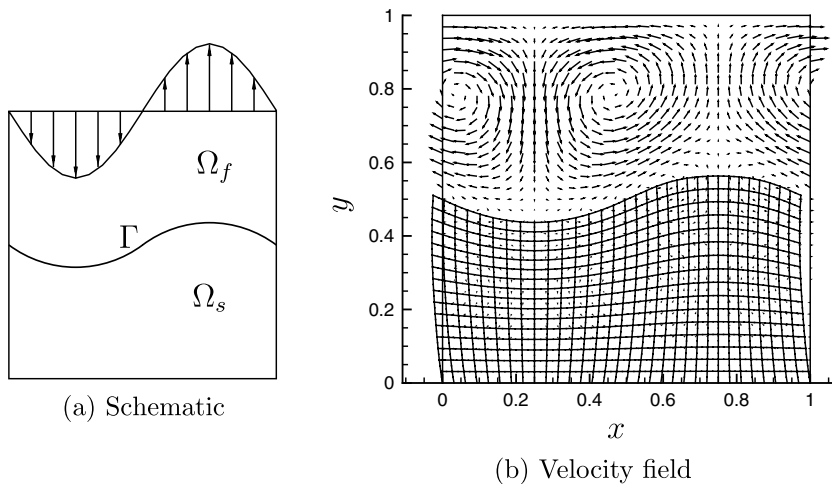 Ω_f
Γ
Ω_s
(a) Schematic
1
0.8
0.6
y
0.4
0.2
0
0 0.2 0.4 0.6 0.8 1
x
(b) Velocity field